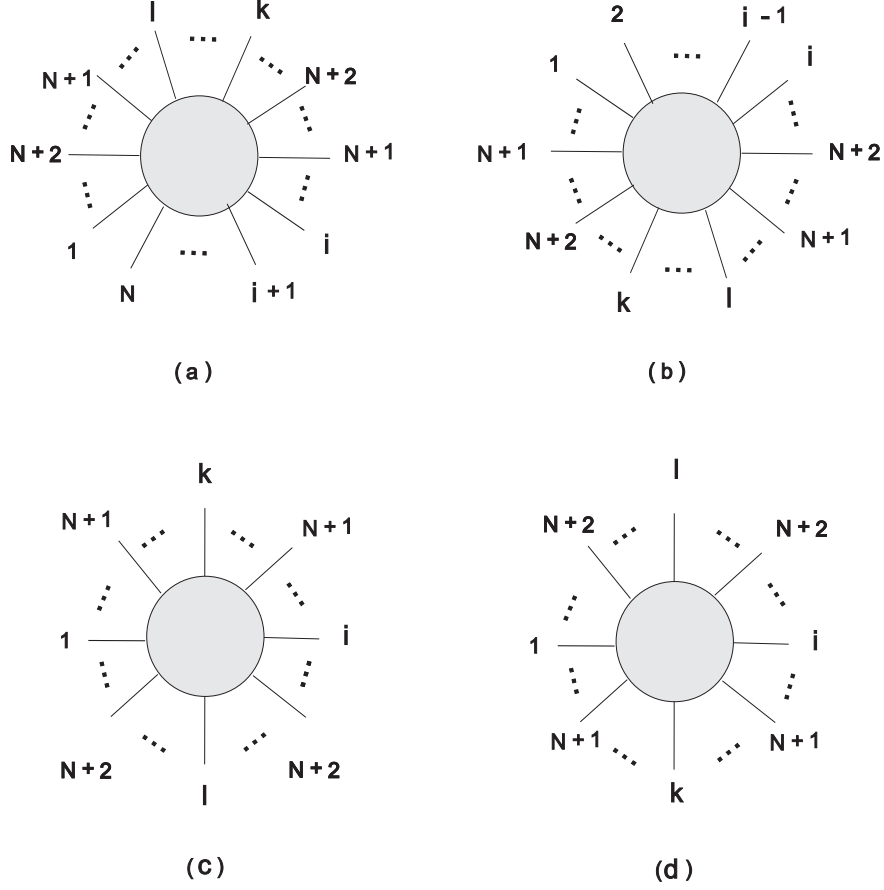 l
k
N + 1
N + 2
N + 2
N + 1
1
i
N
i + 1
(a)
2
i - 1
1
i
N + 1
N + 2
N + 2
N + 1
k
l
(b)
k
N + 1
N + 1
1
i
N + 2
N + 2
l
(c)
l
N + 2
N + 2
1
i
N + 1
N + 1
k
(d)